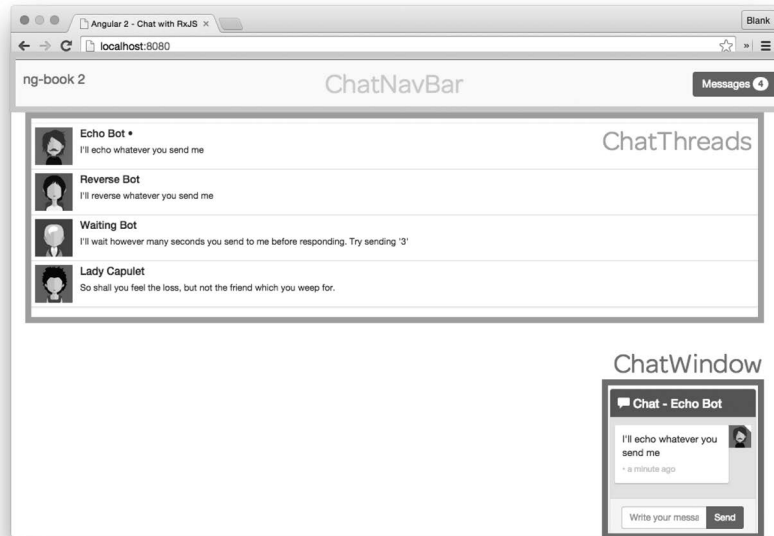 Angular 2 - Chat with RxJS
Blank
localhost:8080
ng-book 2
ChatNavBar
Messages 4
ChatThreads
Echo Bot •
I'll echo whatever you send me
Reverse Bot
I'll reverse whatever you send me
Waiting Bot
I'll wait however many seconds you send to me before responding. Try sending '3'
Lady Capulet
So shall you feel the loss, but not the friend which you weep for.
ChatWindow
Chat - Echo Bot
I'll echo whatever you
send me
• a minute ago
Write your messa
Send